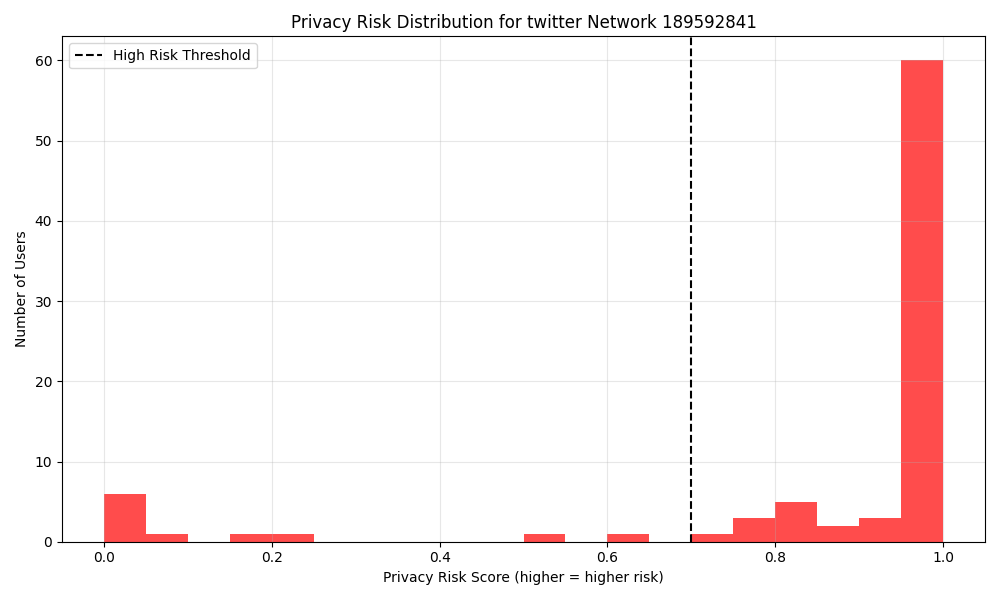 Privacy Risk Distribution for twitter Network 189592841
High Risk Threshold
60
50
40
30
20
10
0
Number of Users
0.0 0.2 0.4 0.6 0.8 1.0
Privacy Risk Score (higher = higher risk)